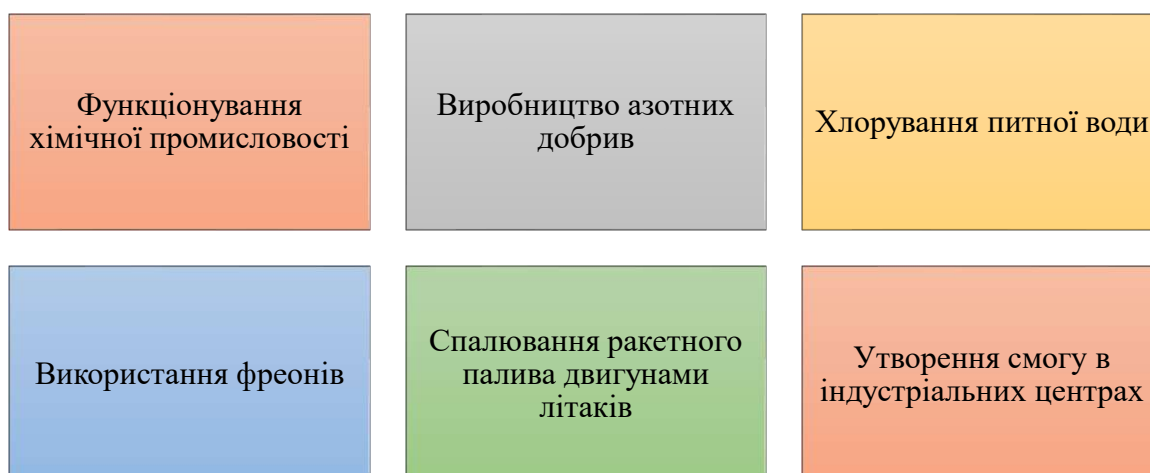 Функціонування
хімічної промисловості
Виробництво азотних
добрив
Хлорування питної води
Використання фреонів
Спалювання ракетного
палива двигунами
літаків
Утворення смогу в
індустріальних центрах